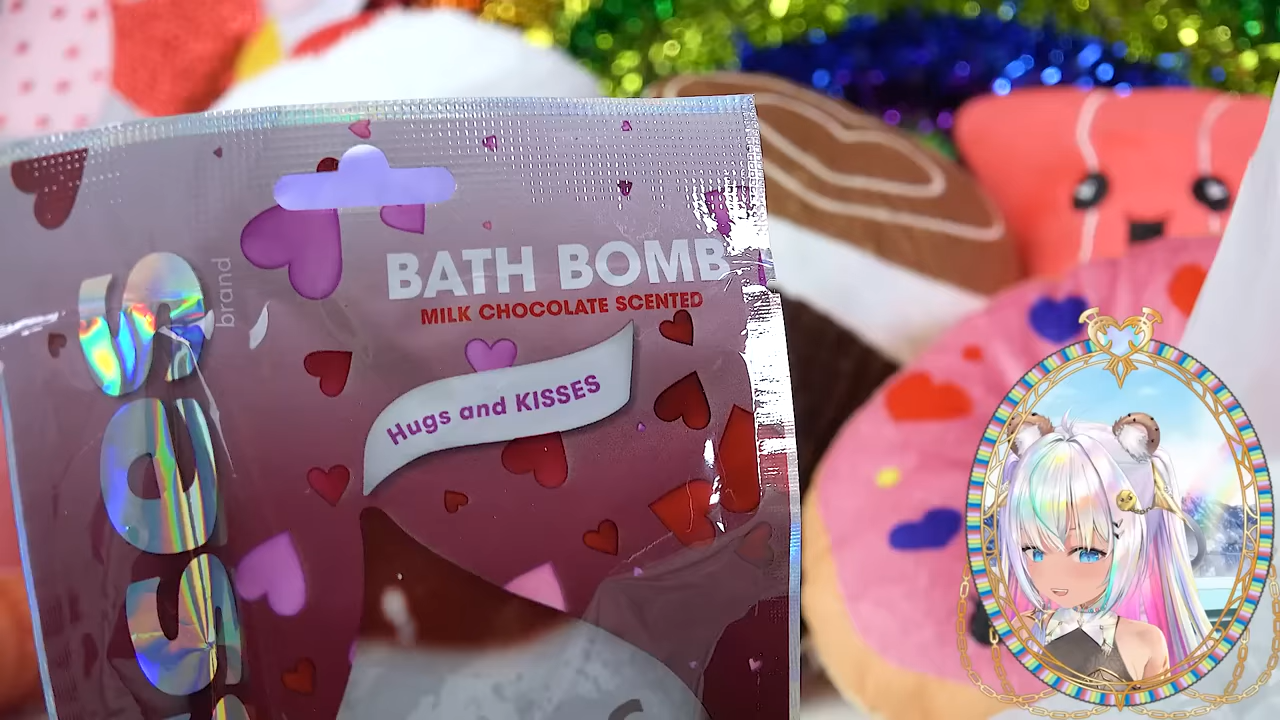 BATH BOMB
MILK CHOCOLATE SCENTED
Hugs and KISSES
brand